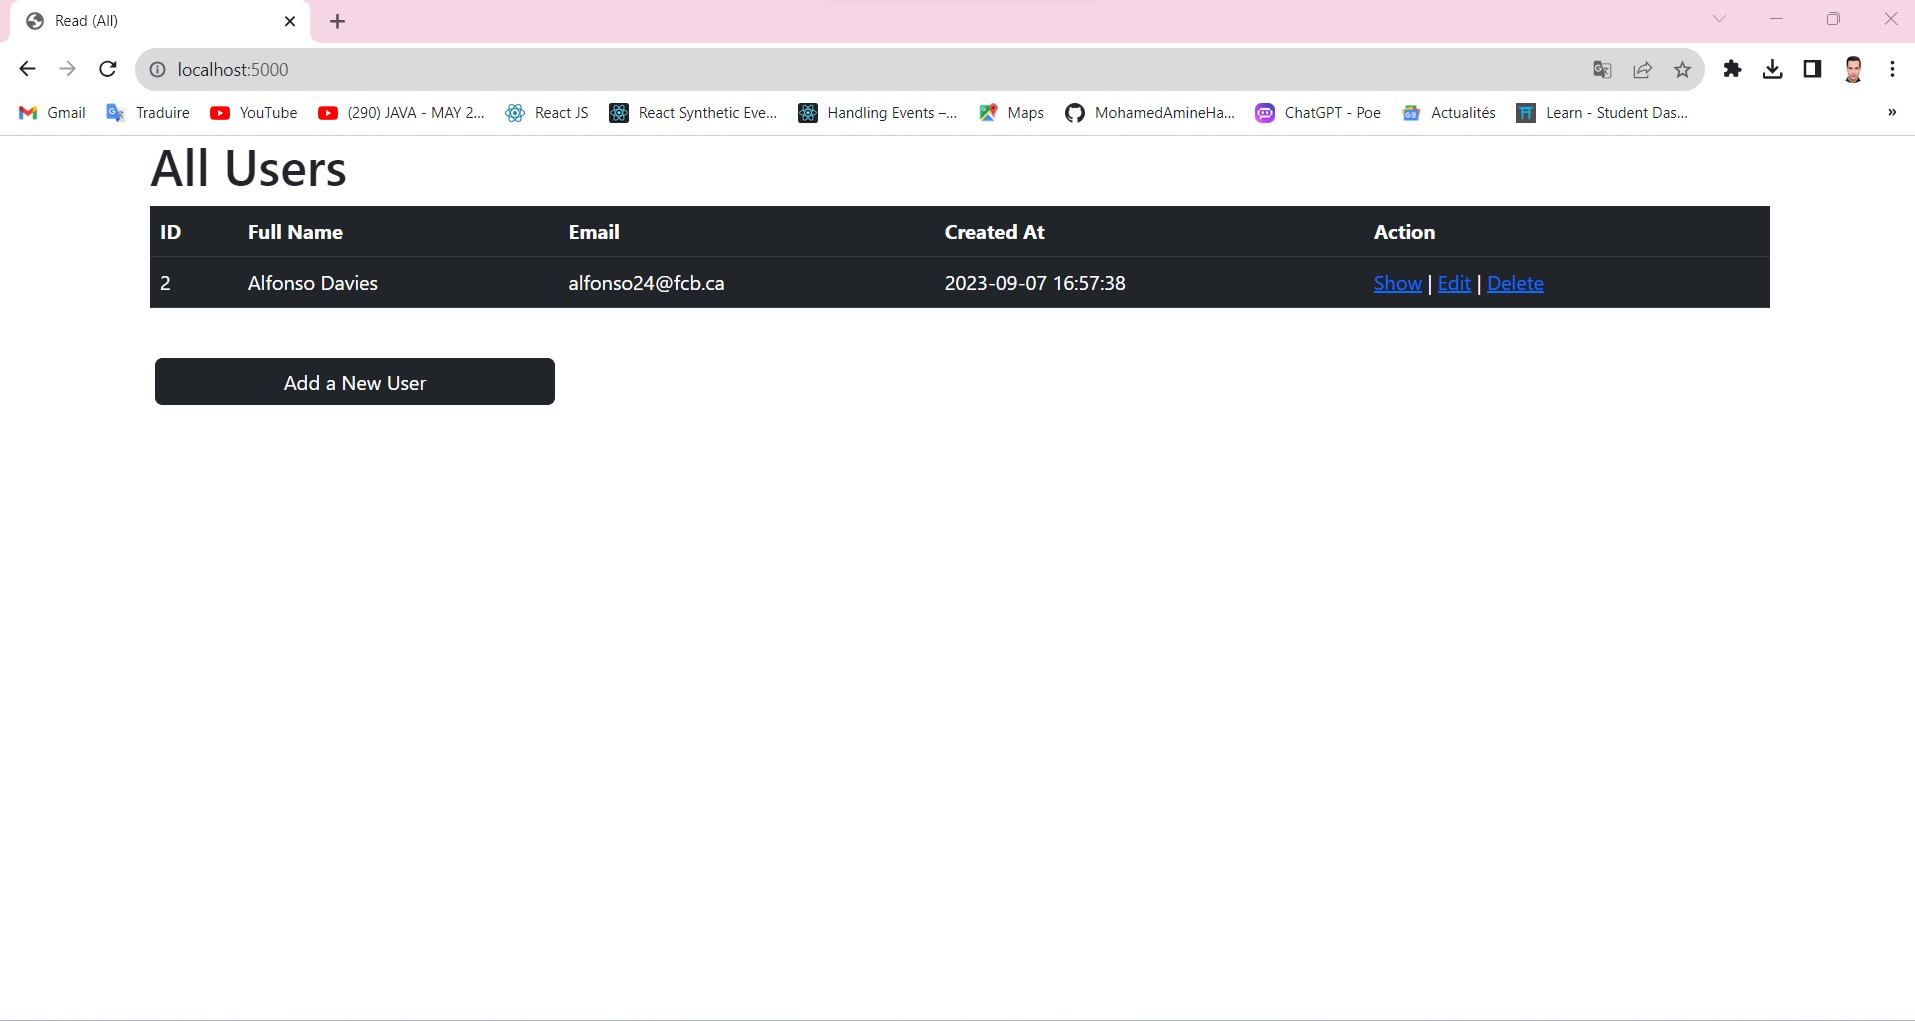 Read (All)
localhost:5000
Gmail Traduire YouTube (290) JAVA - MAY 2... React JS React Synthetic Eve... Handling Events –... Maps MohamedAmineHa... ChatGPT - Poe Actualités Learn - Student Das... »
All Users
ID Full Name Email Created At Action
2 Alfonso Davies alfonso24@fcb.ca 2023-09-07 16:57:38 Show | Edit | Delete
Add a New User